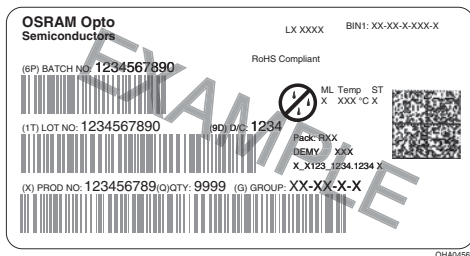 OSRAM Opto
Semiconductors
LX XXXX BIN1: XX-XX-X-XXX-X
RoHS Compliant
(6P) BATCH NO: 1234567890
ML Temp ST
X XXX °C X
(1T) LOT NO: 1234567890 (9D) D/C: 1234
Pack: RXX
DEMY XXX
X_X123_1234.1234 X
(X) PROD NO: 123456789(Q)QTY: 9999 (G) GROUP: XX-XX-X-X
EXAMPLE
OHA0456